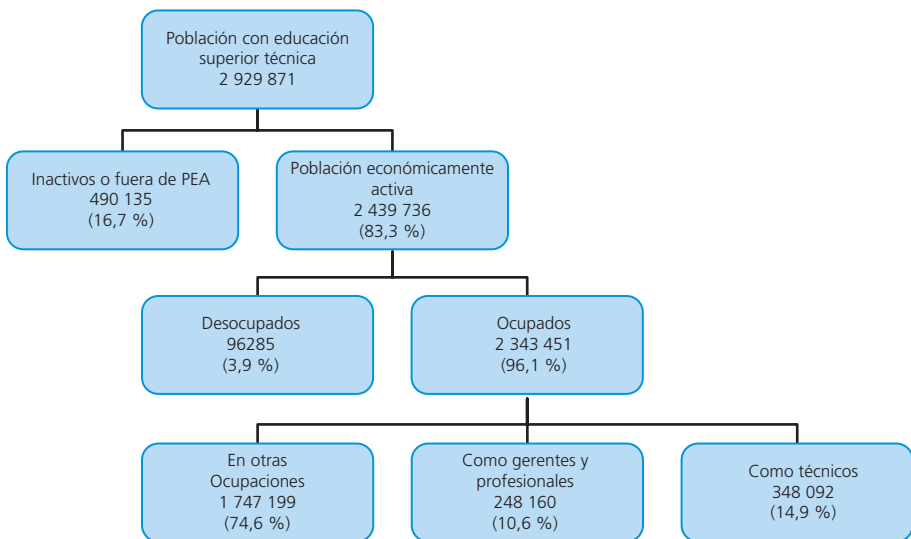 Población con educación
superior técnica
2 929 871
Inactivos o fuera de PEA
490 135
(16,7 %)
Población económicamente
activa
2 439 736
(83,3 %)
Desocupados
96285
(3,9 %)
Ocupados
2 343 451
(96,1 %)
En otras
Ocupaciones
1 747 199
(74,6 %)
Como gerentes y
profesionales
248 160
(10,6 %)
Como técnicos
348 092
(14,9 %)